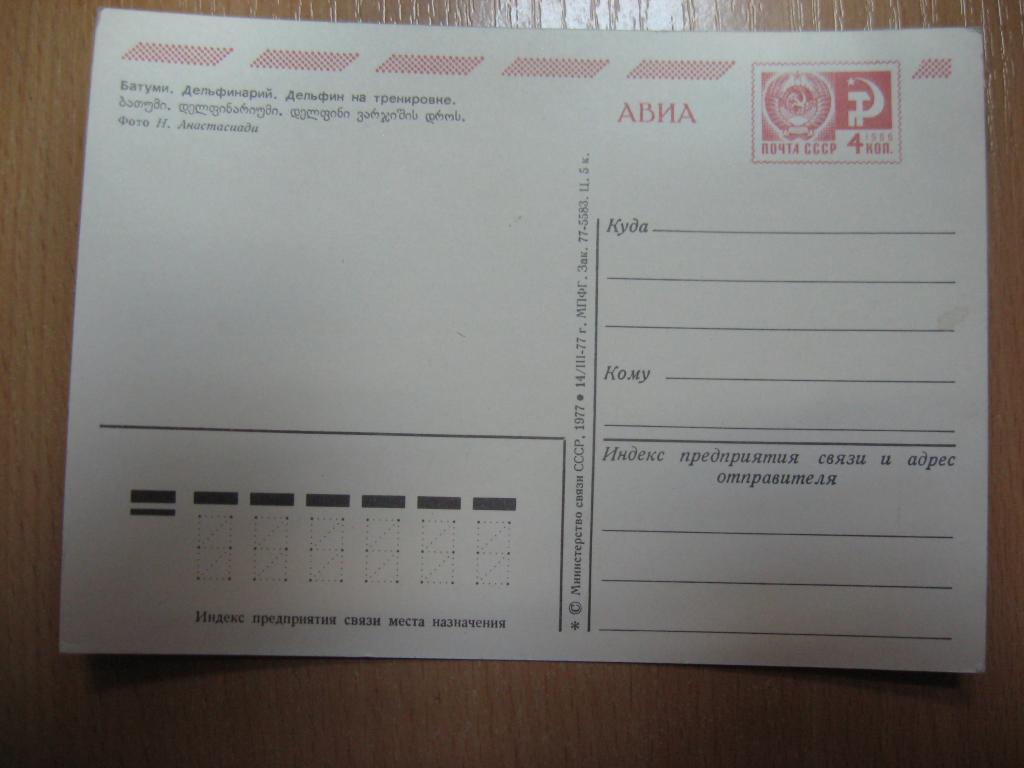 Батуми. Дельфинарий. Дельфин на тренировке.
ბათუმი. დელფინარიუმი. დელფინი ვარჯიშის დროს.
Фото Н. Анастасиади
АВИА
1966
ПОЧТА СССР 4 КОП.
Куда
Кому
Индекс предприятия связи и адрес
отправителя
* © Министерство связи СССР, 1977 ● 14/III-77 г. МПФГ. Зак. 77-5583. Ц. 5 к.
Индекс предприятия связи места назначения